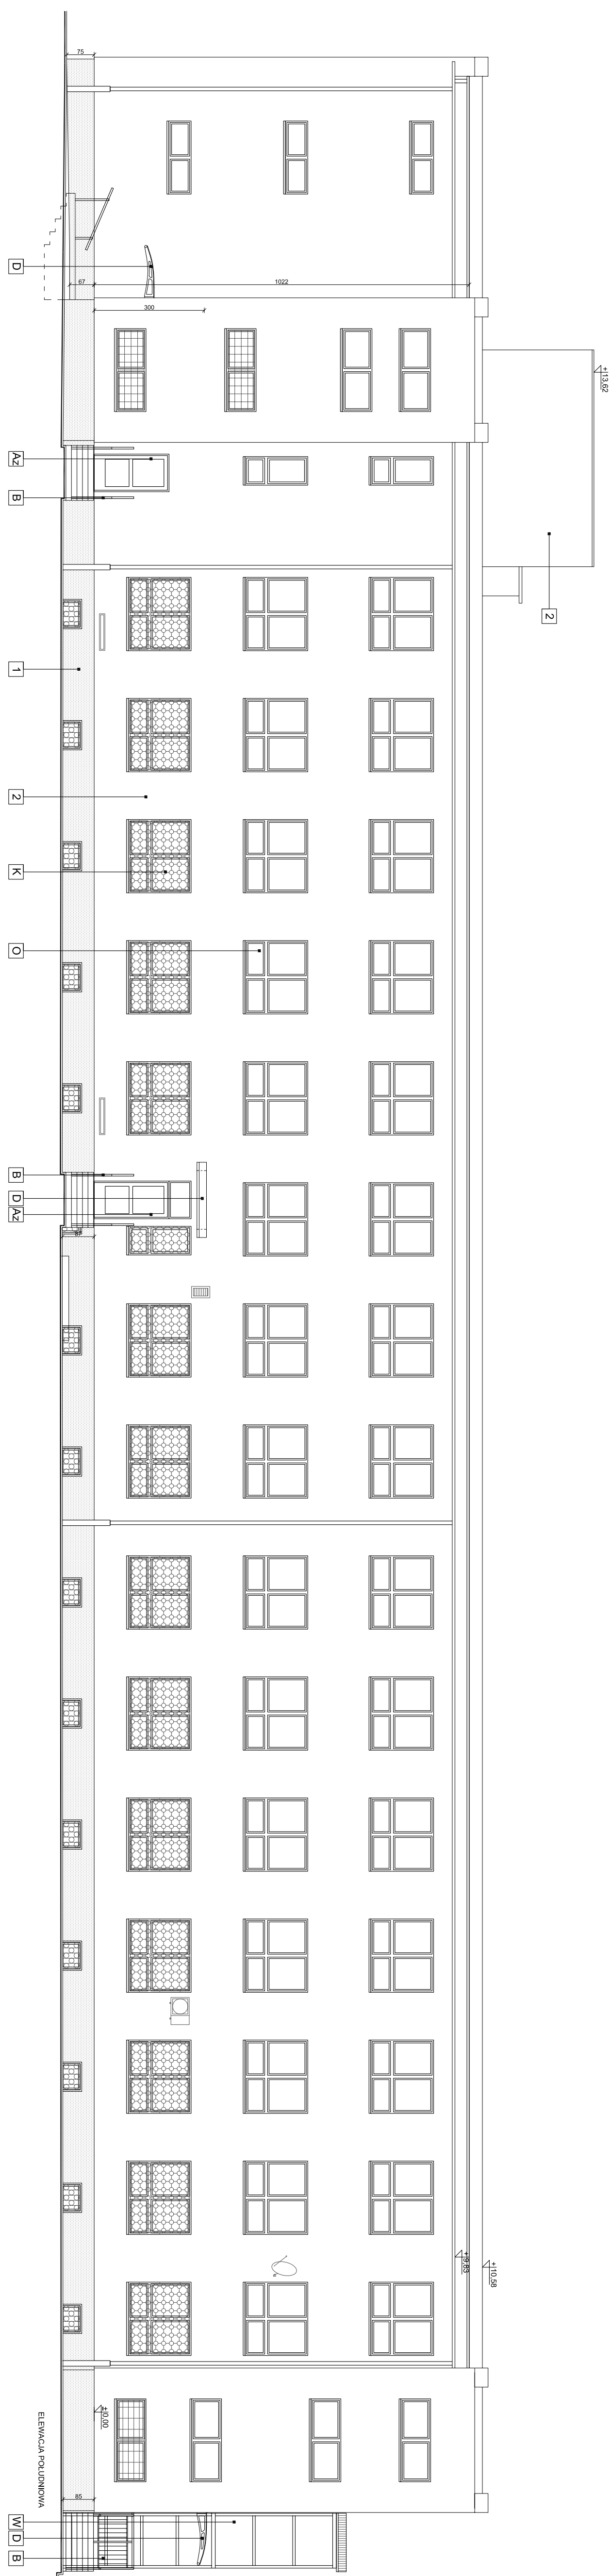 75
D
67
1022
300
+13.62
Az
B
2
1
2
K
O
B
D
Az
+9.83
+10.58
±0.00
ELEWACJA POŁUDNIOWA
85
W
D
B